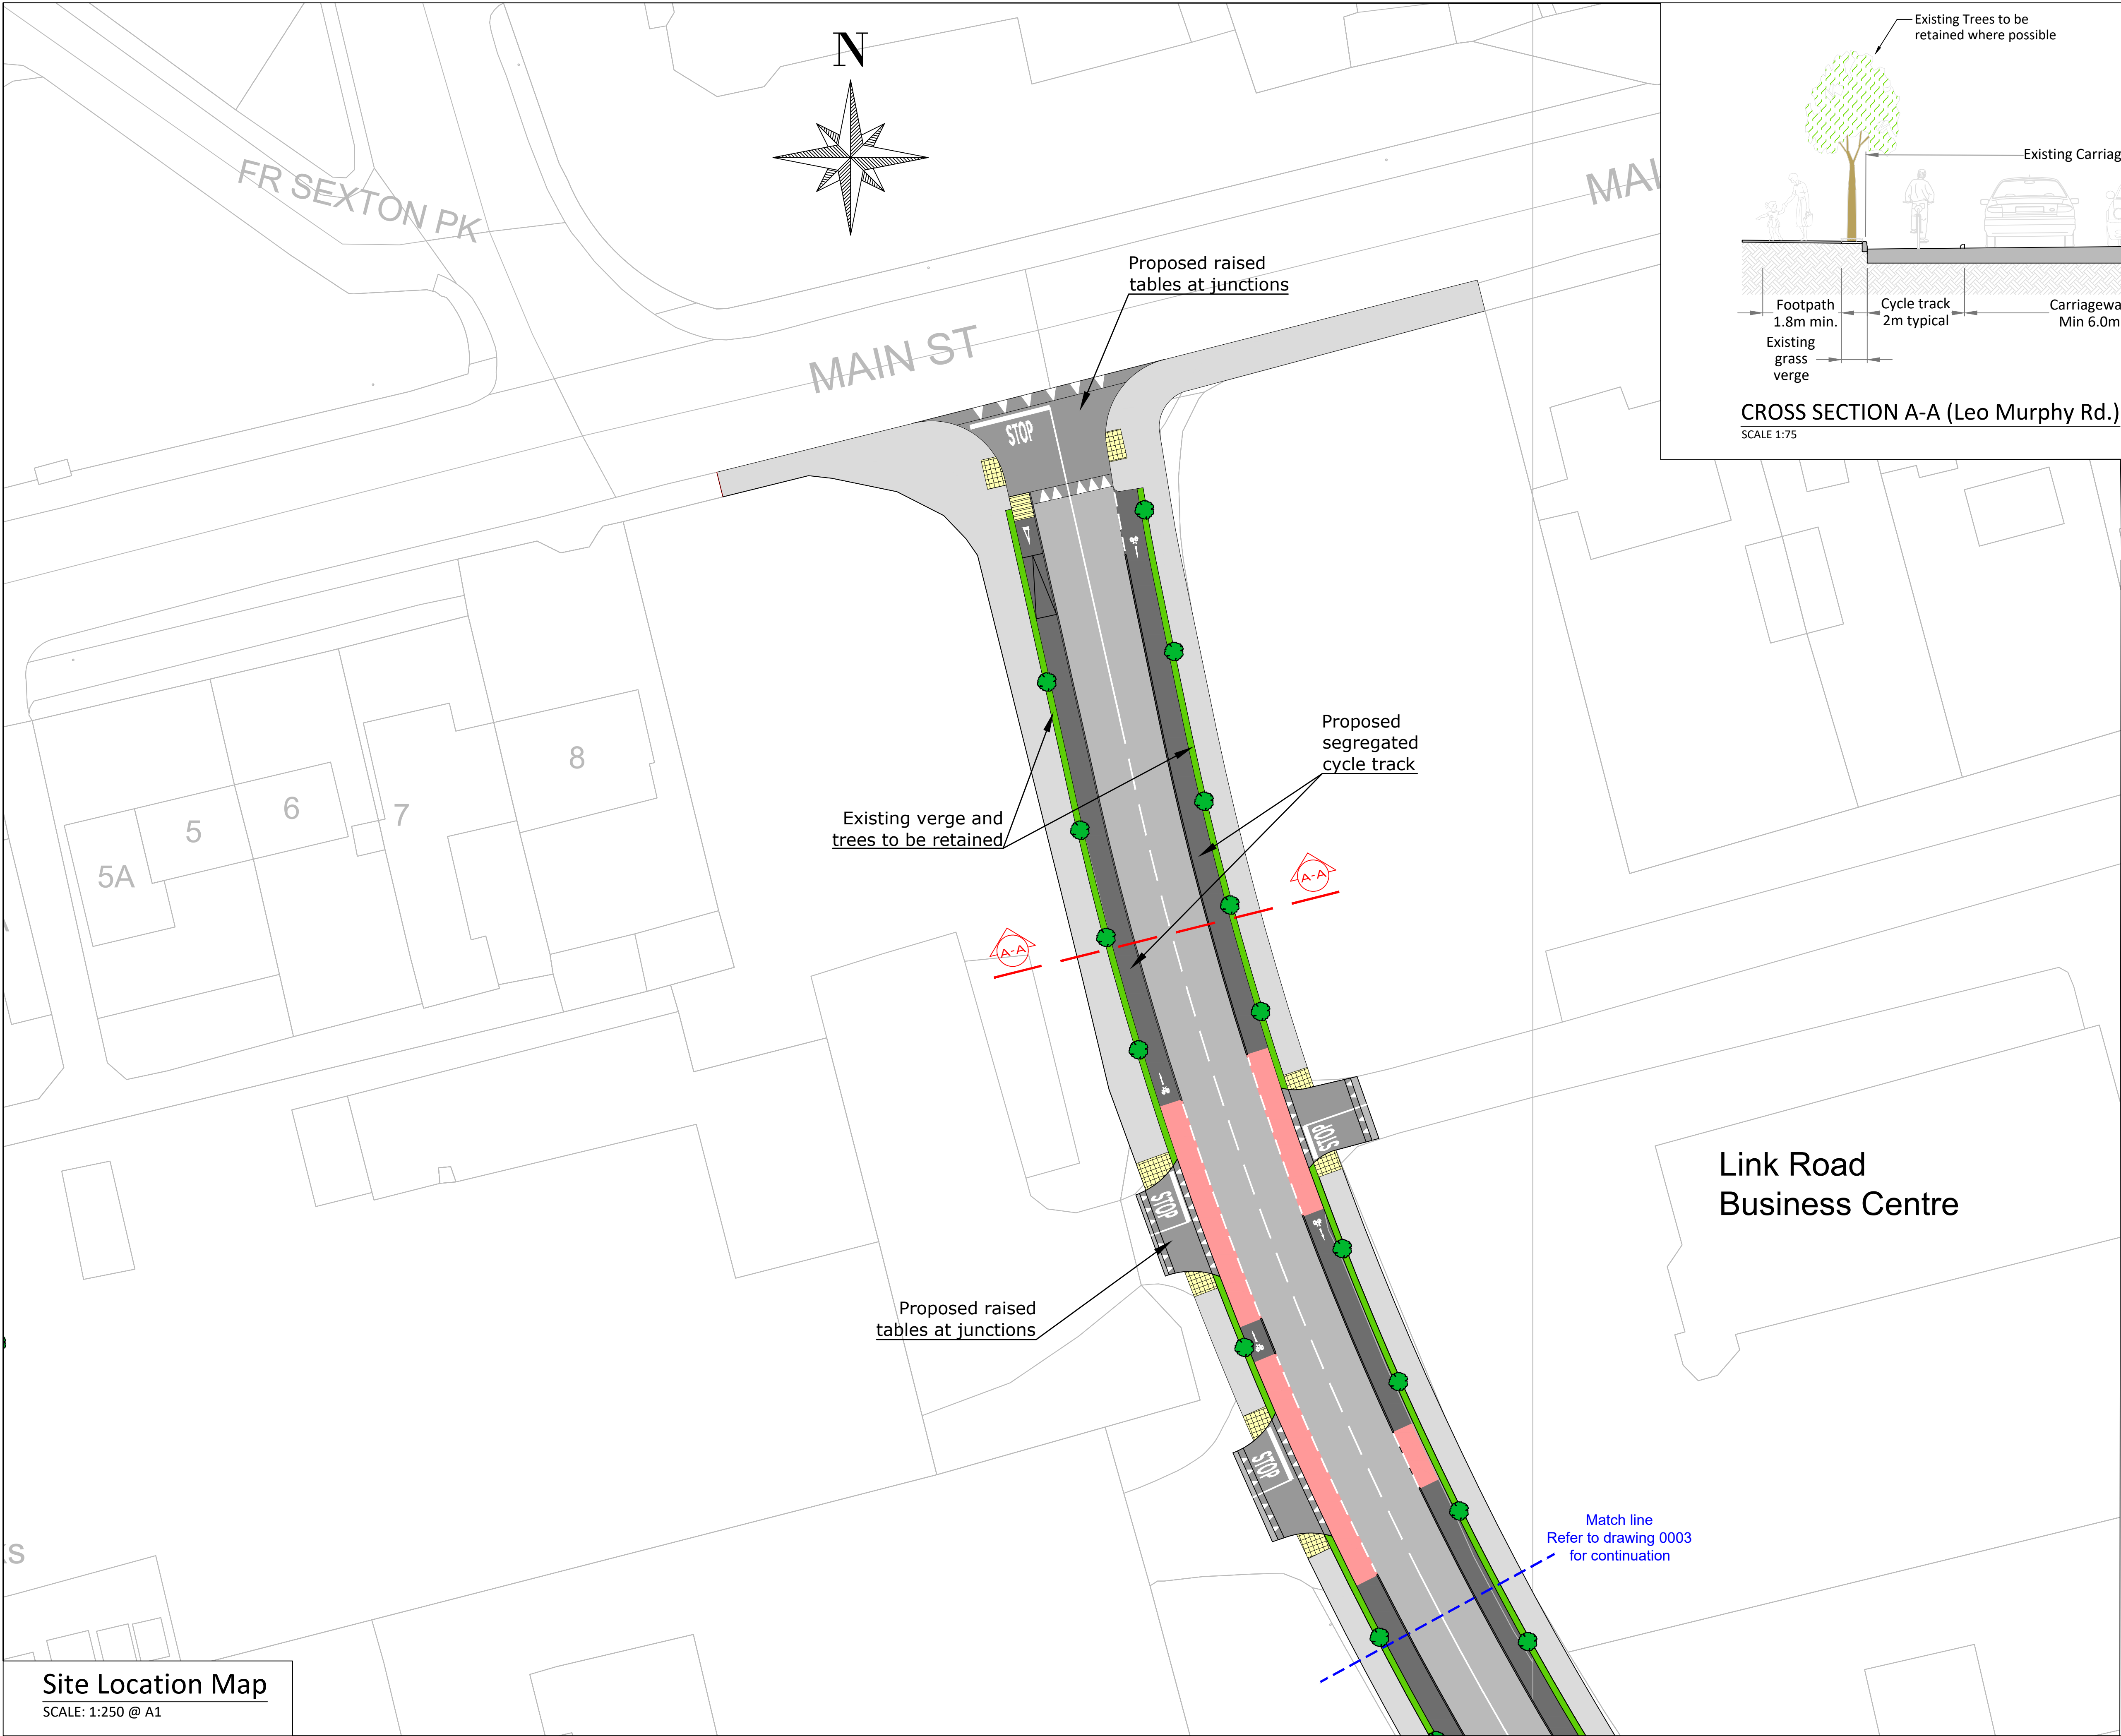 Existing Trees to be
retained where possible
Existing Carriag
Footpath
1.8m min.
Cycle track
2m typical
Carriagewa
Min 6.0m
Existing
grass
verge
CROSS SECTION A-A (Leo Murphy Rd.)
SCALE 1:75
N
FR SEXTON PK
MAIN ST
MAI
Proposed raised
tables at junctions
STOP
Proposed
segregated
cycle track
Existing verge and
trees to be retained
8
7
6
5
5A
A-A
A-A
STOP
STOP
Link Road
Business Centre
Proposed raised
tables at junctions
STOP
Match line
Refer to drawing 0003
for continuation
Site Location Map
SCALE: 1:250 @ A1